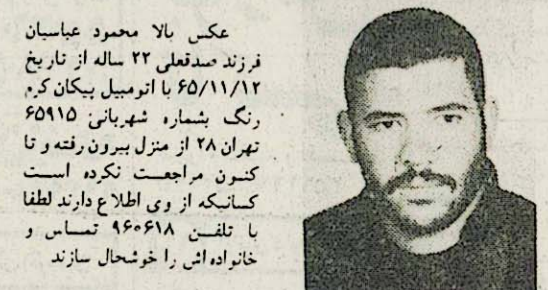 عکس بالا محمود عباسیان
فرزند صدقعلی ۲۲ ساله از تاریخ
۶۵/۱۱/۱۲ با اتومبیل پیکان کرم
رنگ بشماره شهربانی ۶۵۹۱۵
تهران ۲۸ از منزل بیرون رفته و تا
کنون مراجعت نکرده است
کسانیکه از وی اطلاع دارند لطفا
با تلفن ۹۶۰۶۱۸ تماس و
خانواده اش را خوشحال سازند